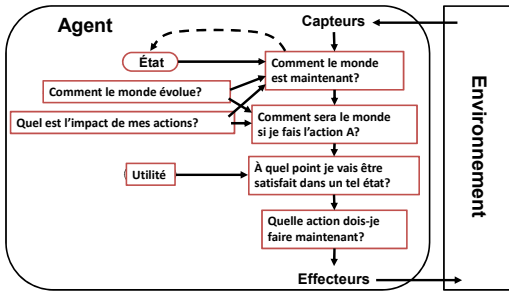 Agent
Capteurs
État
Comment le monde
est maintenant?
Comment le monde évolue?
Quel est l'impact de mes actions?
Comment sera le monde
si je fais l'action A?
Utilité
À quel point je vais être
satisfait dans un tel état?
Quelle action dois-je
faire maintenant?
Effecteurs
Environnement